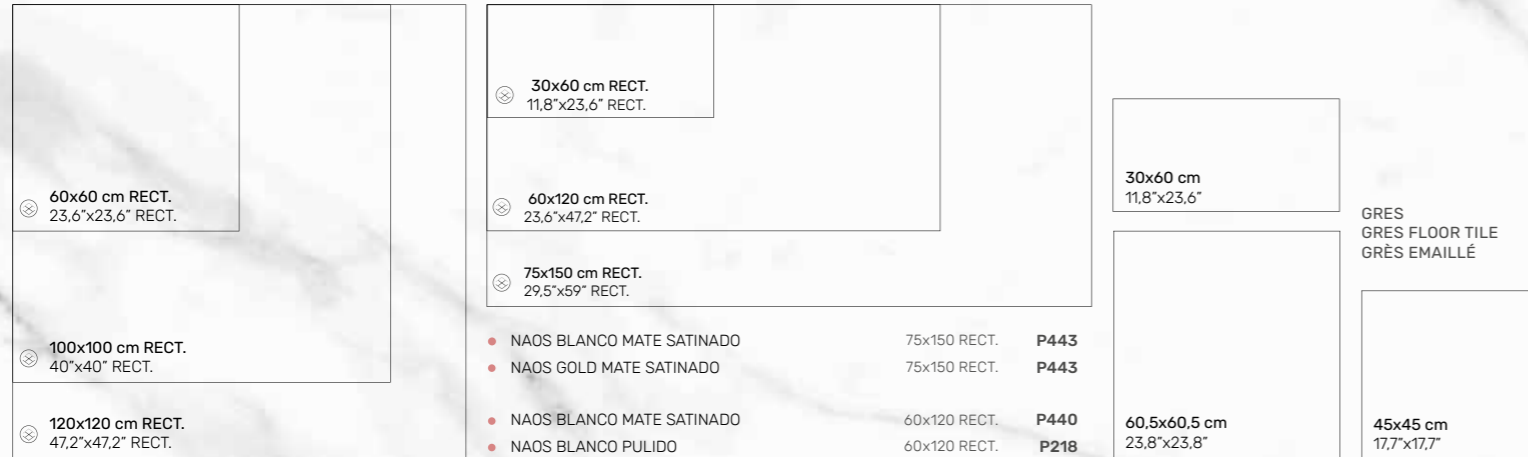 60x60 cm RECT.
23,6”x23,6” RECT.
100x100 cm RECT.
40”x40” RECT.
120x120 cm RECT.
47,2”x47,2” RECT.
30x60 cm RECT.
11,8”x23,6” RECT.
60x120 cm RECT.
23,6”x47,2” RECT.
75x150 cm RECT.
29,5”x59” RECT.
NAOS BLANCO MATE SATINADO 75x150 RECT. P443
NAOS GOLD MATE SATINADO 75x150 RECT. P443
NAOS BLANCO MATE SATINADO 60x120 RECT. P440
NAOS BLANCO PULIDO 60x120 RECT. P218
30x60 cm
11,8”x23,6”
60,5x60,5 cm
23,8”x23,8”
GRES
GRES FLOOR TILE
GRÈS EMAILLÉ
45x45 cm
17,7”x17,7”